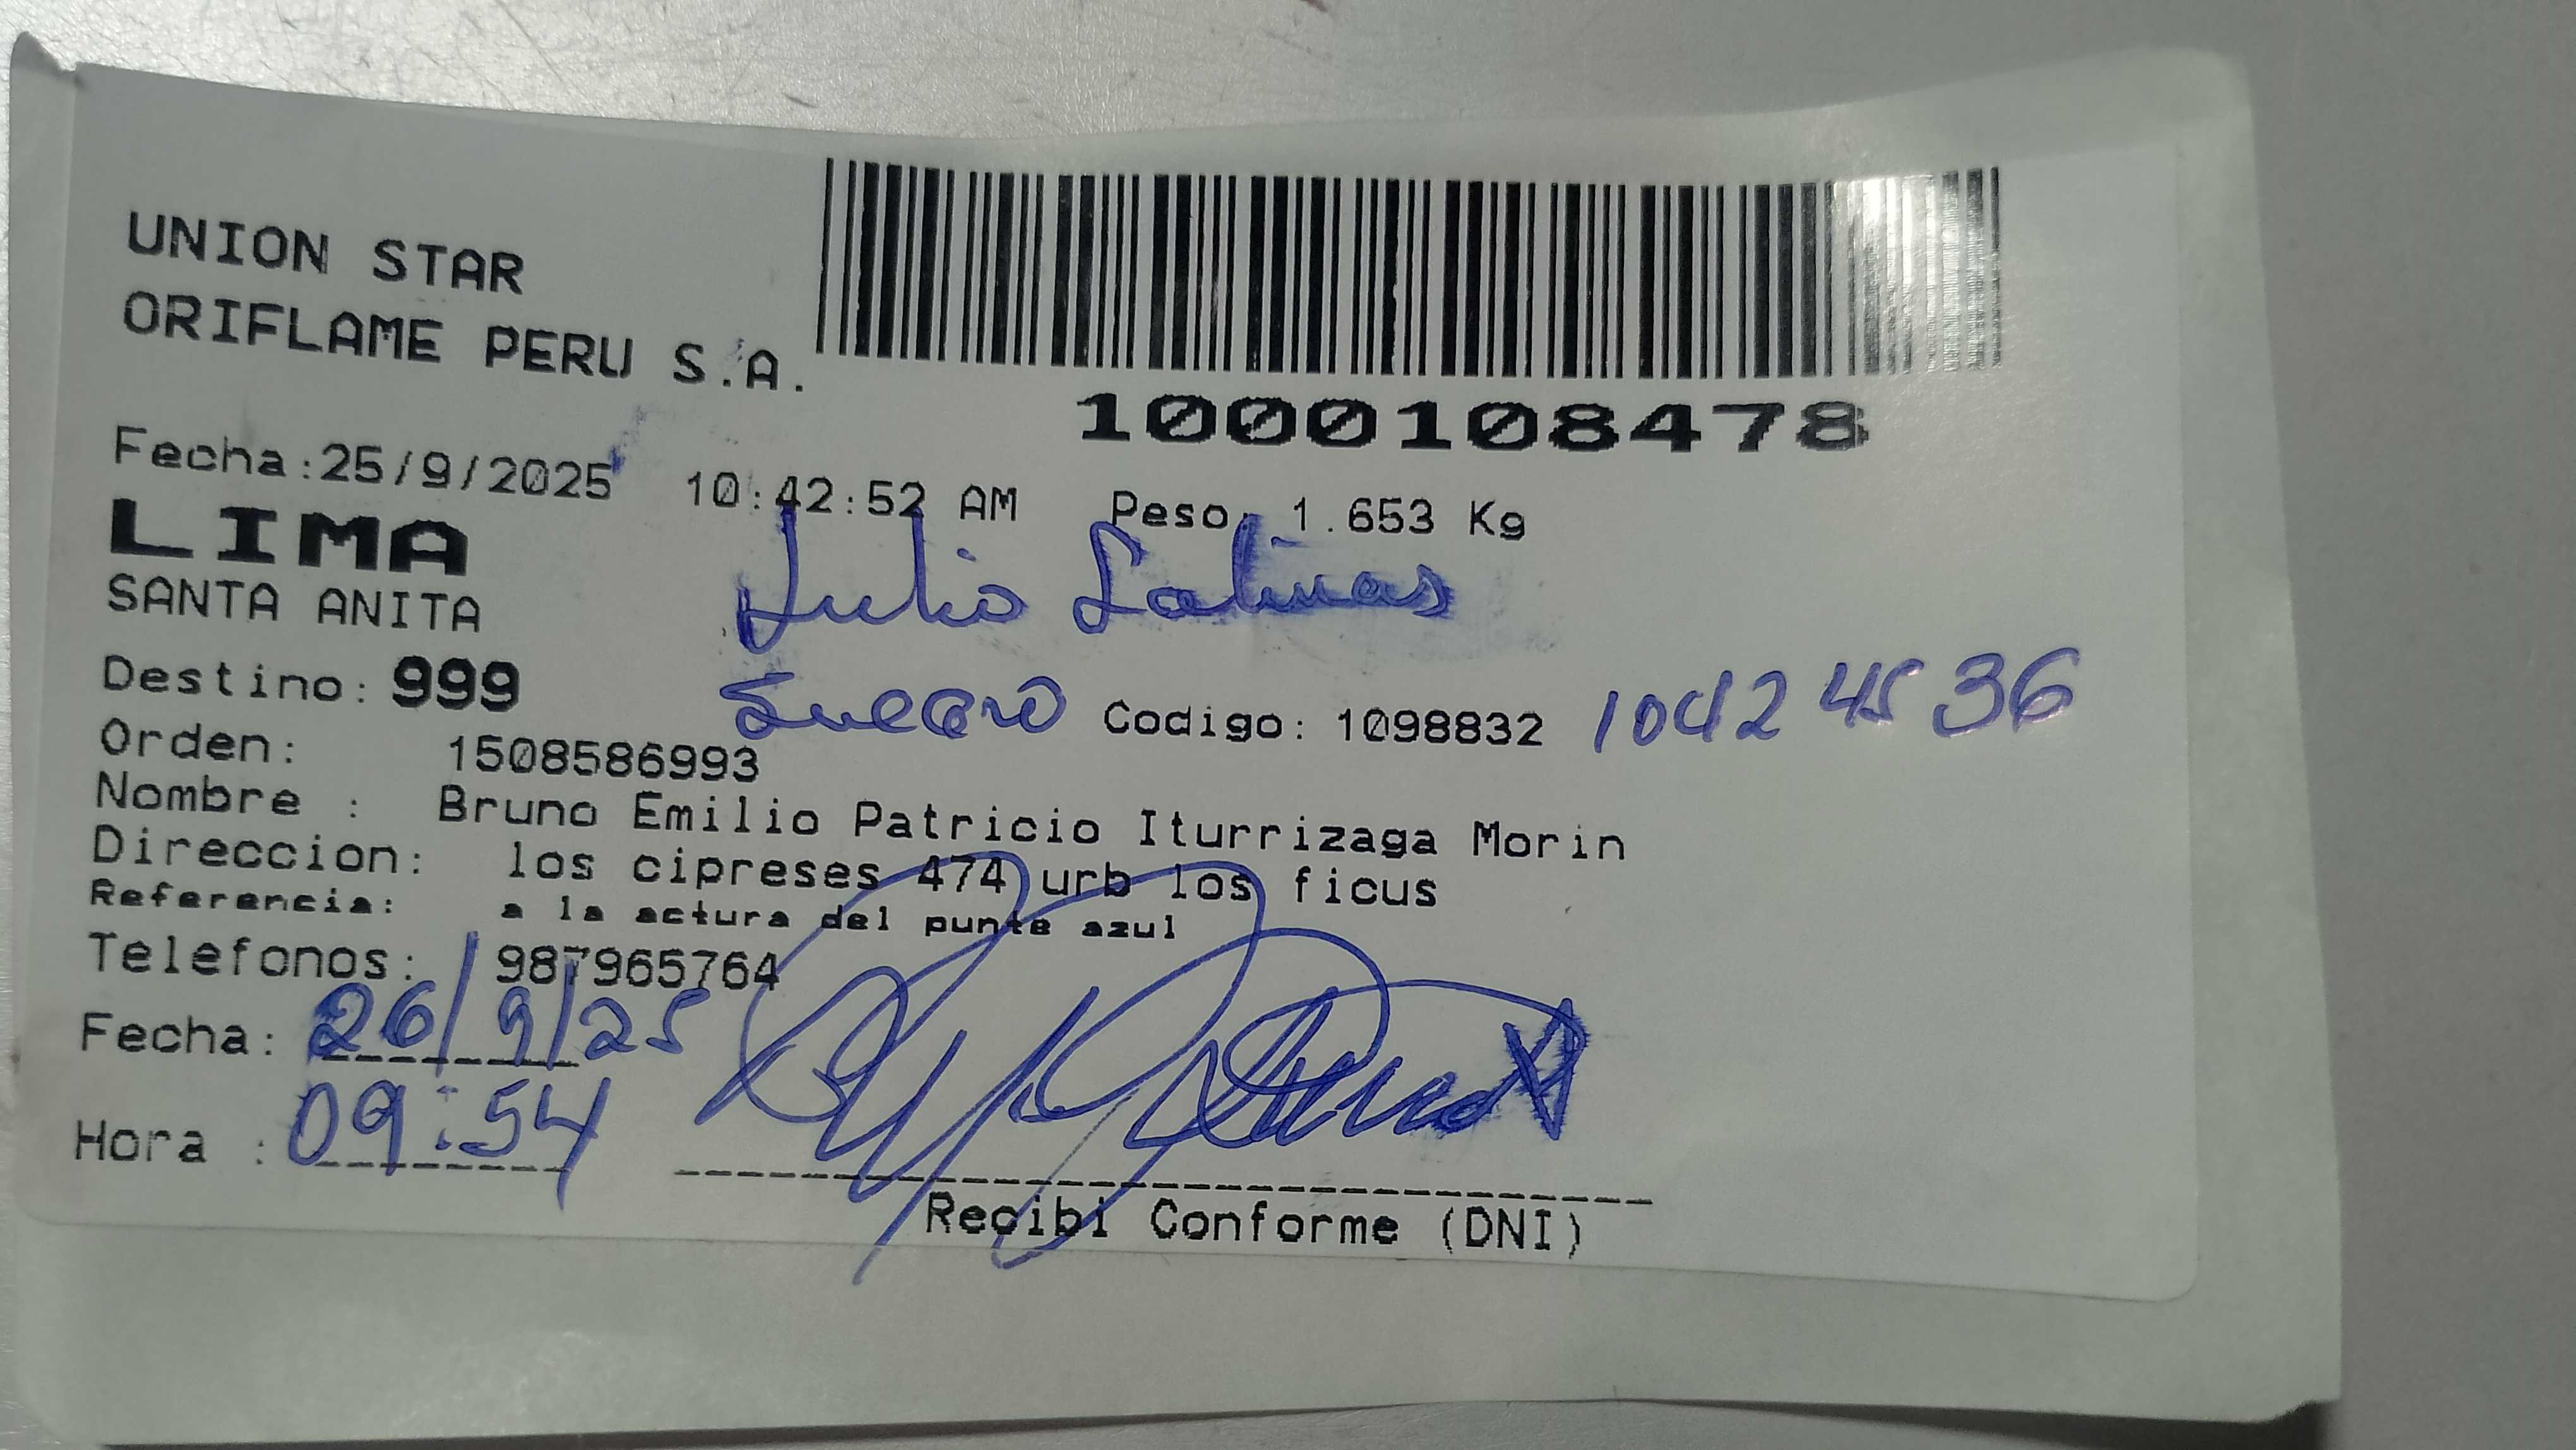 UNION STAR
ORIFLAME PERU S.A.
1000108478
Fecha:25/9/2025 10:42:52 AM Peso: 1.653 Kg
LIMA
SANTA ANITA
Julio Salinas
Destino: 999
Suegro Codigo: 1098832 10424536
Orden: 1508586993
Nombre : Bruno Emilio Patricio Iturrizaga Morin
Direccion: los cipreses 474 urb los ficus
Referencia: a la actura del punte azul
Telefonos: 987965764
Fecha: 26/9/25
Hora : 09:54
Recibi Conforme (DNI)